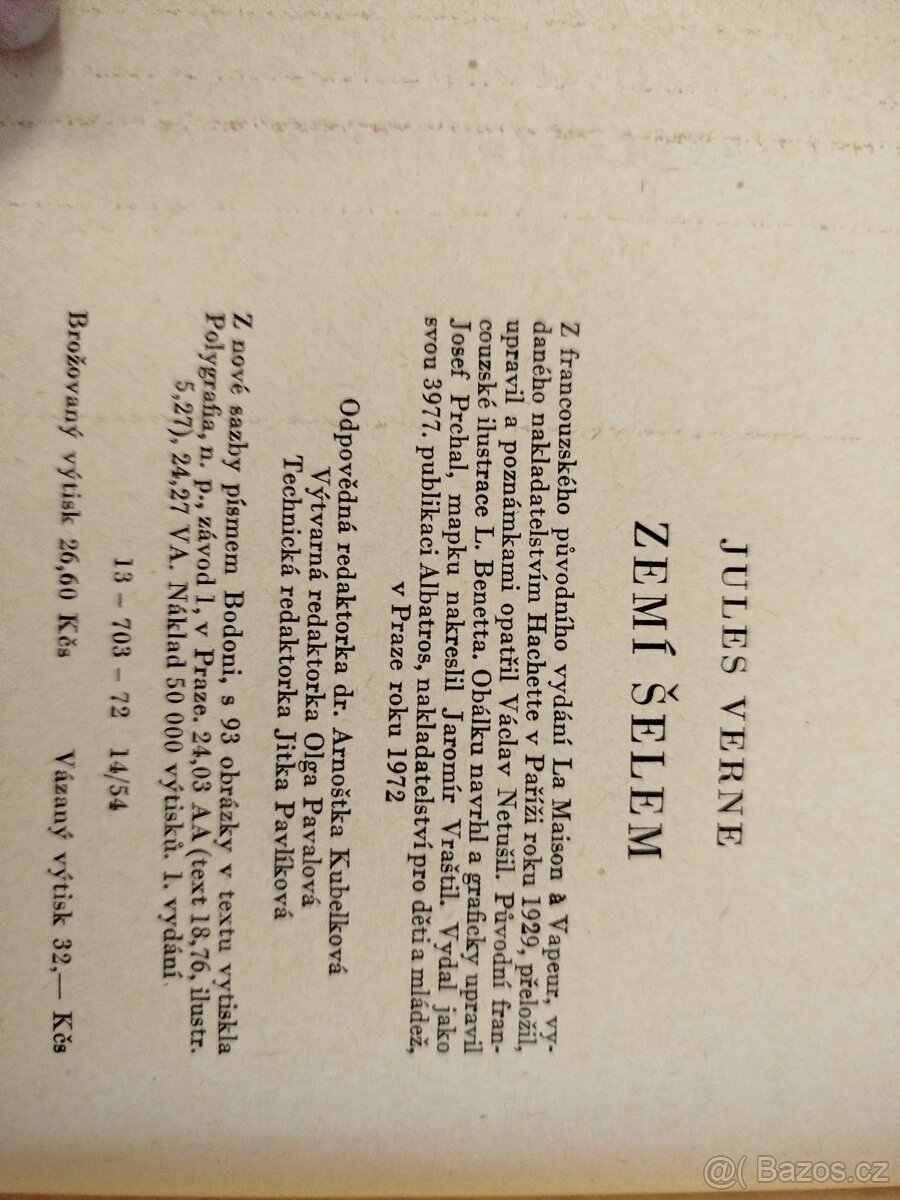 JULES VERNE
ZEMÍ ŠELEM
Z francouzského původního vydání La Maison à Vapeur, vy-
daného nakladatelstvím Hachette v Paříži roku 1929, přeložil,
upravil a poznámkami opatřil Václav Netušil. Původní fran-
couzské ilustrace L. Benetta. Obálku navrhl a graficky upravil
Josef Prchal, mapku nakreslil Jaromír Vraštil. Vydal jako
svou 3977. publikaci Albatros, nakladatelství pro děti a mládež,
v Praze roku 1972
Odpovědná redaktorka dr. Arnoštka Kubelková
Výtvarná redaktorka Olga Pavalová
Technická redaktorka Jitka Pavlíková
Z nové sazby písmem Bodoni, s 93 obrázky v textu vytiskla
Polygrafia, n. p., závod 1, v Praze. 24,03 AA (text 18,76, ilustr.
5,27), 24,27 VA. Náklad 50 000 výtisků. 1. vydání
13 – 703 – 72 14/54
Brožovaný výtisk 26,60 Kčs Vázaný výtisk 32,— Kčs
@( Bazos.cz